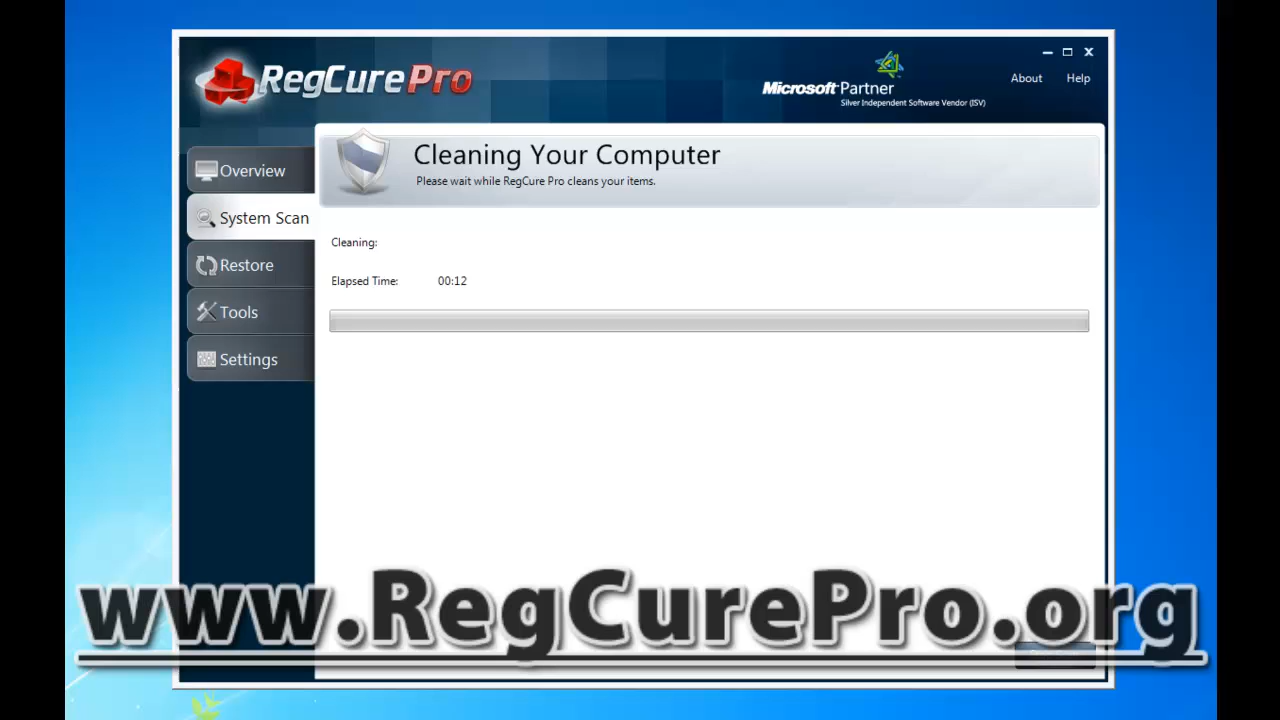 RegCure Pro
Microsoft Partner
Silver Independent Software Vendor (ISV)
About
Help
Overview
System Scan
Restore
Tools
Settings
Cleaning Your Computer
Please wait while RegCure Pro cleans your items.
Cleaning:
Elapsed Time: 00:12
www.RegCurePro.org